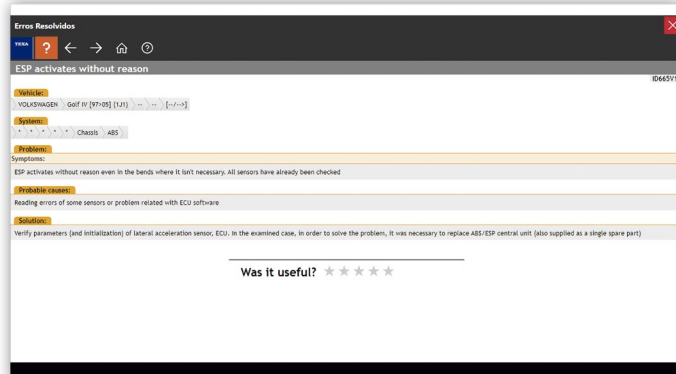 Erros Resolvidos
TEXA ?
ESP activates without reason
ID665V1
Vehicle:
VOLKSWAGEN Golf IV [97>05] (1J1) -- -- [--/-->]
System:
* * * * * Chassis ABS
Problem:
Symptoms:
ESP activates without reason even in the bends where it isn't necessary. All sensors have already been checked
Probable causes:
Reading errors of some sensors or problem related with ECU software
Solution:
Verify parameters (and initialization) of lateral acceleration sensor, ECU. In the examined case, in order to solve the problem, it was necessary to replace ABS/ESP central unit (also supplied as a single spare part)
Was it useful?